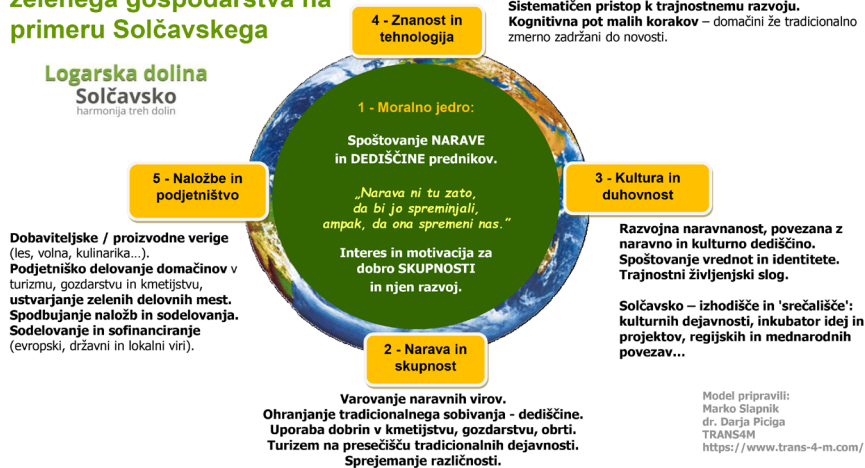 zelenega gospodarstva na
primeru Solčavskega
Logarska dolina
Solčavsko
harmonija treh dolin
4 - Znanost in
tehnologija
Sistematičen pristop k trajnostnemu razvoju.
Kognitivna pot malih korakov – domačini že tradicionalno
zmerno zadržani do novosti.
1 - Moralno jedro:
Spoštovanje NARAVE
in DEDIŠČINE prednikov.
„Narava ni tu zato,
da bi jo spreminjali,
ampak, da ona spremeni nas.“
Interes in motivacija za
dobro SKUPNOSTI
in njen razvoj.
5 - Naložbe in
podjetništvo
Dobaviteljske / proizvodne verige
(les, volna, kulinarika…).
Podjetniško delovanje domačinov v
turizmu, gozdarstvu in kmetijstvu,
ustvarjanje zelenih delovnih mest.
Spodbujanje naložb in sodelovanja.
Sodelovanje in sofinanciranje
(evropski, državni in lokalni viri).
3 - Kultura in
duhovnost
Razvojna naravnanost, povezana z
naravno in kulturno dediščino.
Spoštovanje vrednot in identitete.
Trajnostni življenjski slog.
Solčavsko – izhodišče in 'srečališče':
kulturnih dejavnosti, inkubator idej in
projektov, regijskih in mednarodnih
povezav…
2 - Narava in
skupnost
Varovanje naravnih virov.
Ohranjanje tradicionalnega sobivanja - dediščine.
Uporaba dobrin v kmetijstvu, gozdarstvu, obrti.
Turizem na presečišču tradicionalnih dejavnosti.
Sprejemanje različnosti.
Model pripravili:
Marko Slapnik
dr. Darja Piciga
TRANS4M
https://www.trans-4-m.com/